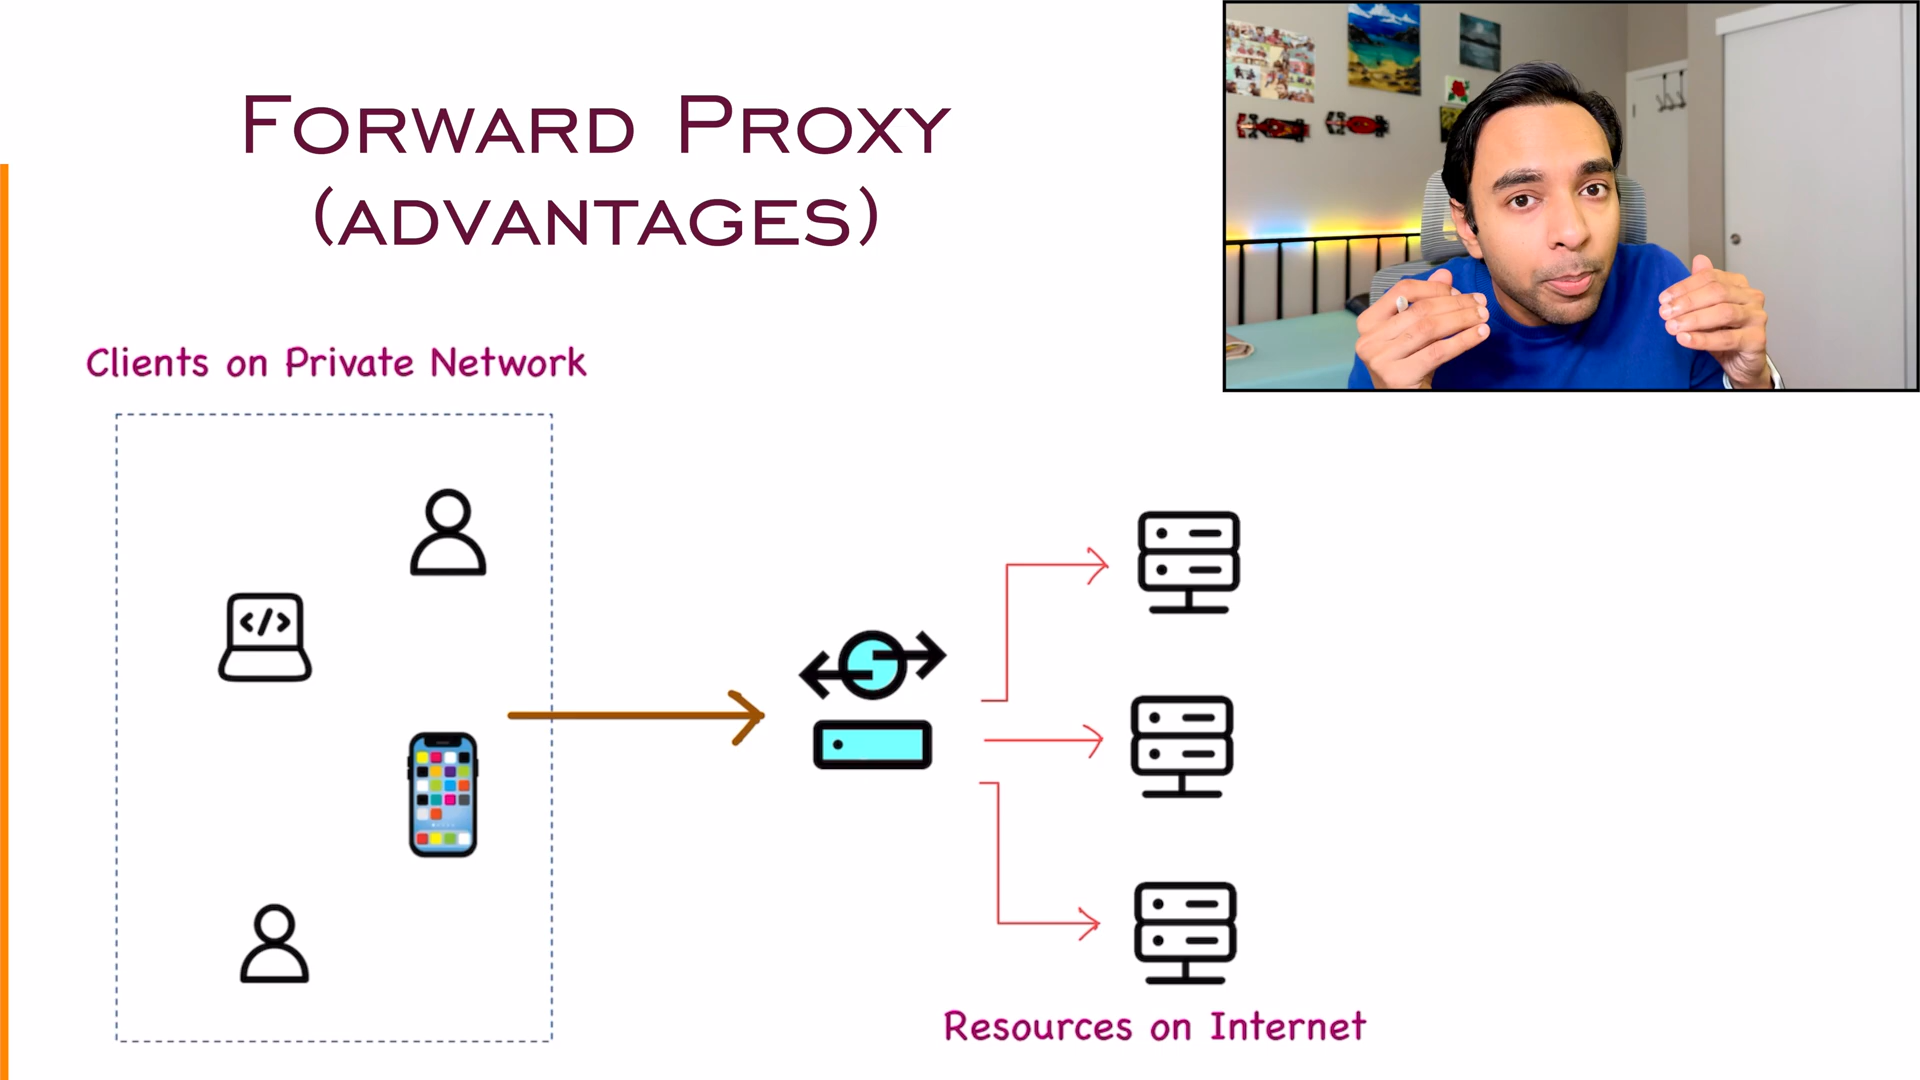 Forward Proxy
(advantages)
Clients on Private Network
</>
Resources on Internet